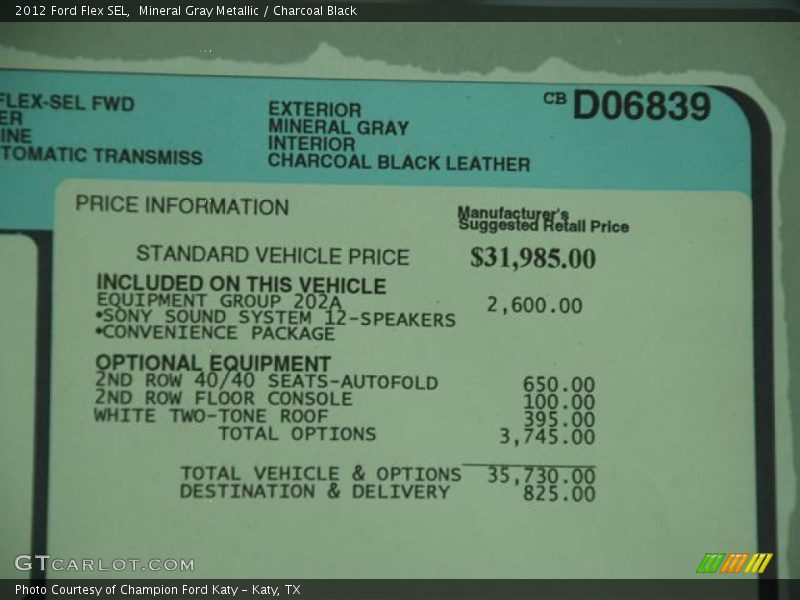 2012 Ford Flex SEL,  Mineral Gray Metallic / Charcoal Black
FLEX-SEL FWD
ER
INE
TOMATIC TRANSMISS
EXTERIOR
MINERAL GRAY
INTERIOR
CHARCOAL BLACK LEATHER
CB D06839
PRICE INFORMATION
Manufacturer's
Suggested Retail Price
STANDARD VEHICLE PRICE $31,985.00
INCLUDED ON THIS VEHICLE
EQUIPMENT GROUP 202A 2,600.00
•SONY SOUND SYSTEM 12-SPEAKERS
•CONVENIENCE PACKAGE
OPTIONAL EQUIPMENT
2ND ROW 40/40 SEATS-AUTOFOLD 650.00
2ND ROW FLOOR CONSOLE 100.00
WHITE TWO-TONE ROOF 395.00
TOTAL OPTIONS 3,745.00
TOTAL VEHICLE & OPTIONS 35,730.00
DESTINATION & DELIVERY 825.00
GTCARLOT.COM
Photo Courtesy of Champion Ford Katy – Katy, TX